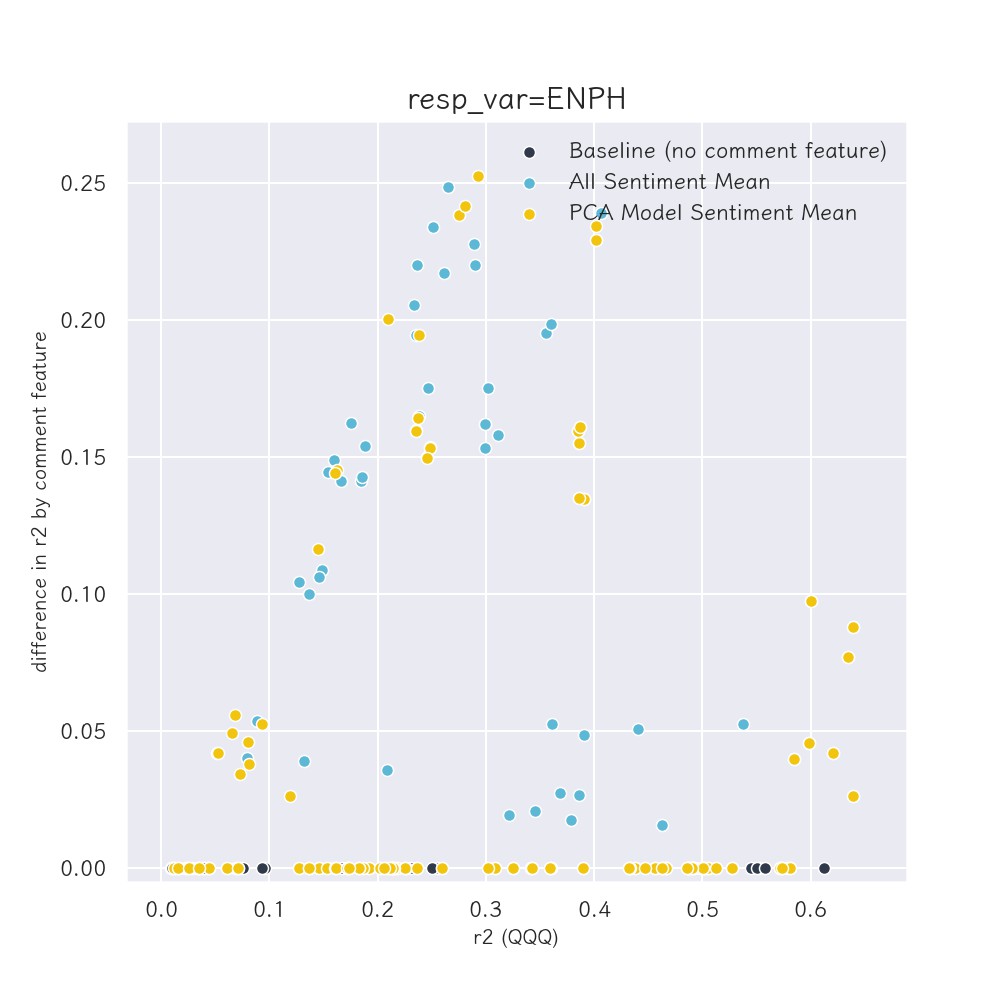 resp_var=ENPH
Baseline (no comment feature)
All Sentiment Mean
PCA Model Sentiment Mean
difference in r2 by comment feature
0.25
0.20
0.15
0.10
0.05
0.00
0.0 0.1 0.2 0.3 0.4 0.5 0.6
r2 (QQQ)